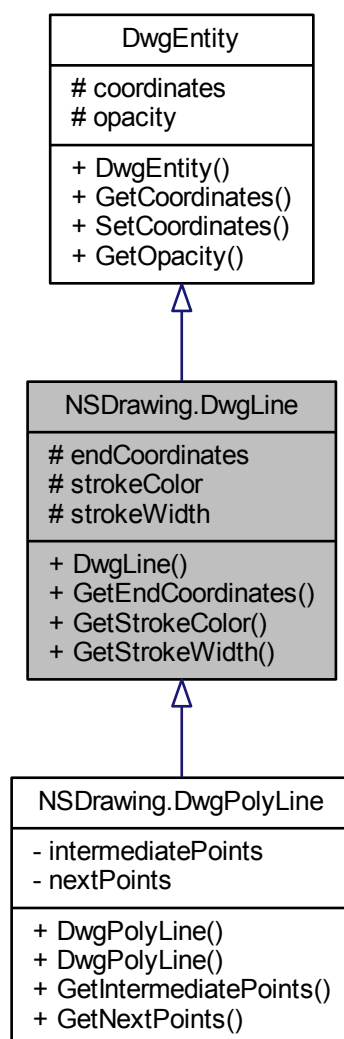 DwgEntity
# coordinates
# opacity
+ DwgEntity()
+ GetCoordinates()
+ SetCoordinates()
+ GetOpacity()
NSDrawing.DwgLine
# endCoordinates
# strokeColor
# strokeWidth
+ DwgLine()
+ GetEndCoordinates()
+ GetStrokeColor()
+ GetStrokeWidth()
NSDrawing.DwgPolyLine
- intermediatePoints
- nextPoints
+ DwgPolyLine()
+ DwgPolyLine()
+ GetIntermediatePoints()
+ GetNextPoints()